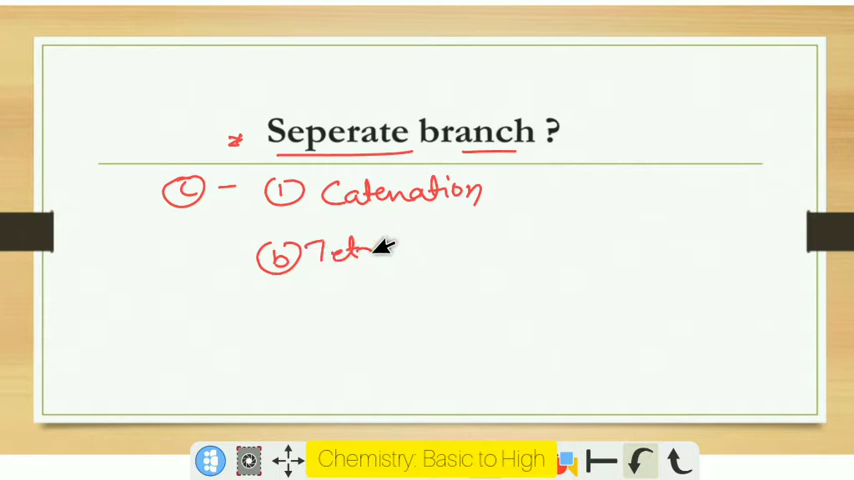 * Seperate branch ?
C – 1 Catenation
b Tet
Chemistry: Basic to High